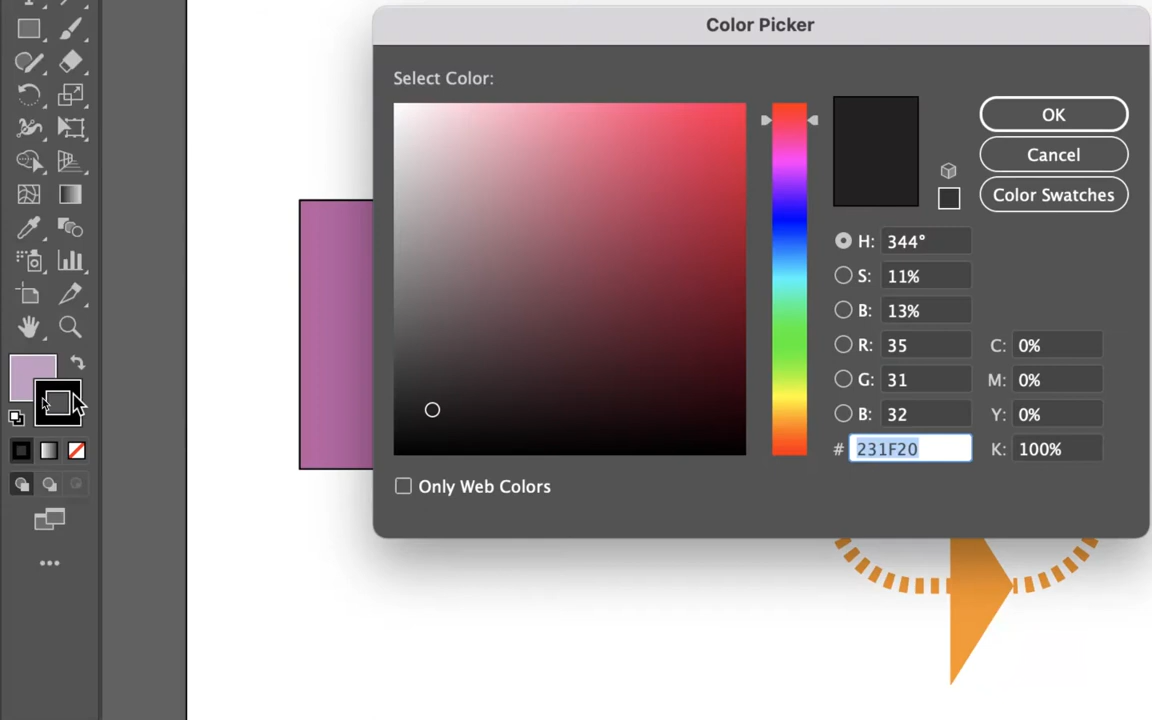 Color Picker
Select Color:
OK
Cancel
Color Swatches
H: 344°
S: 11%
B: 13%
R: 35 C: 0%
G: 31 M: 0%
B: 32 Y: 0%
# 231F20 K: 100%
Only Web Colors